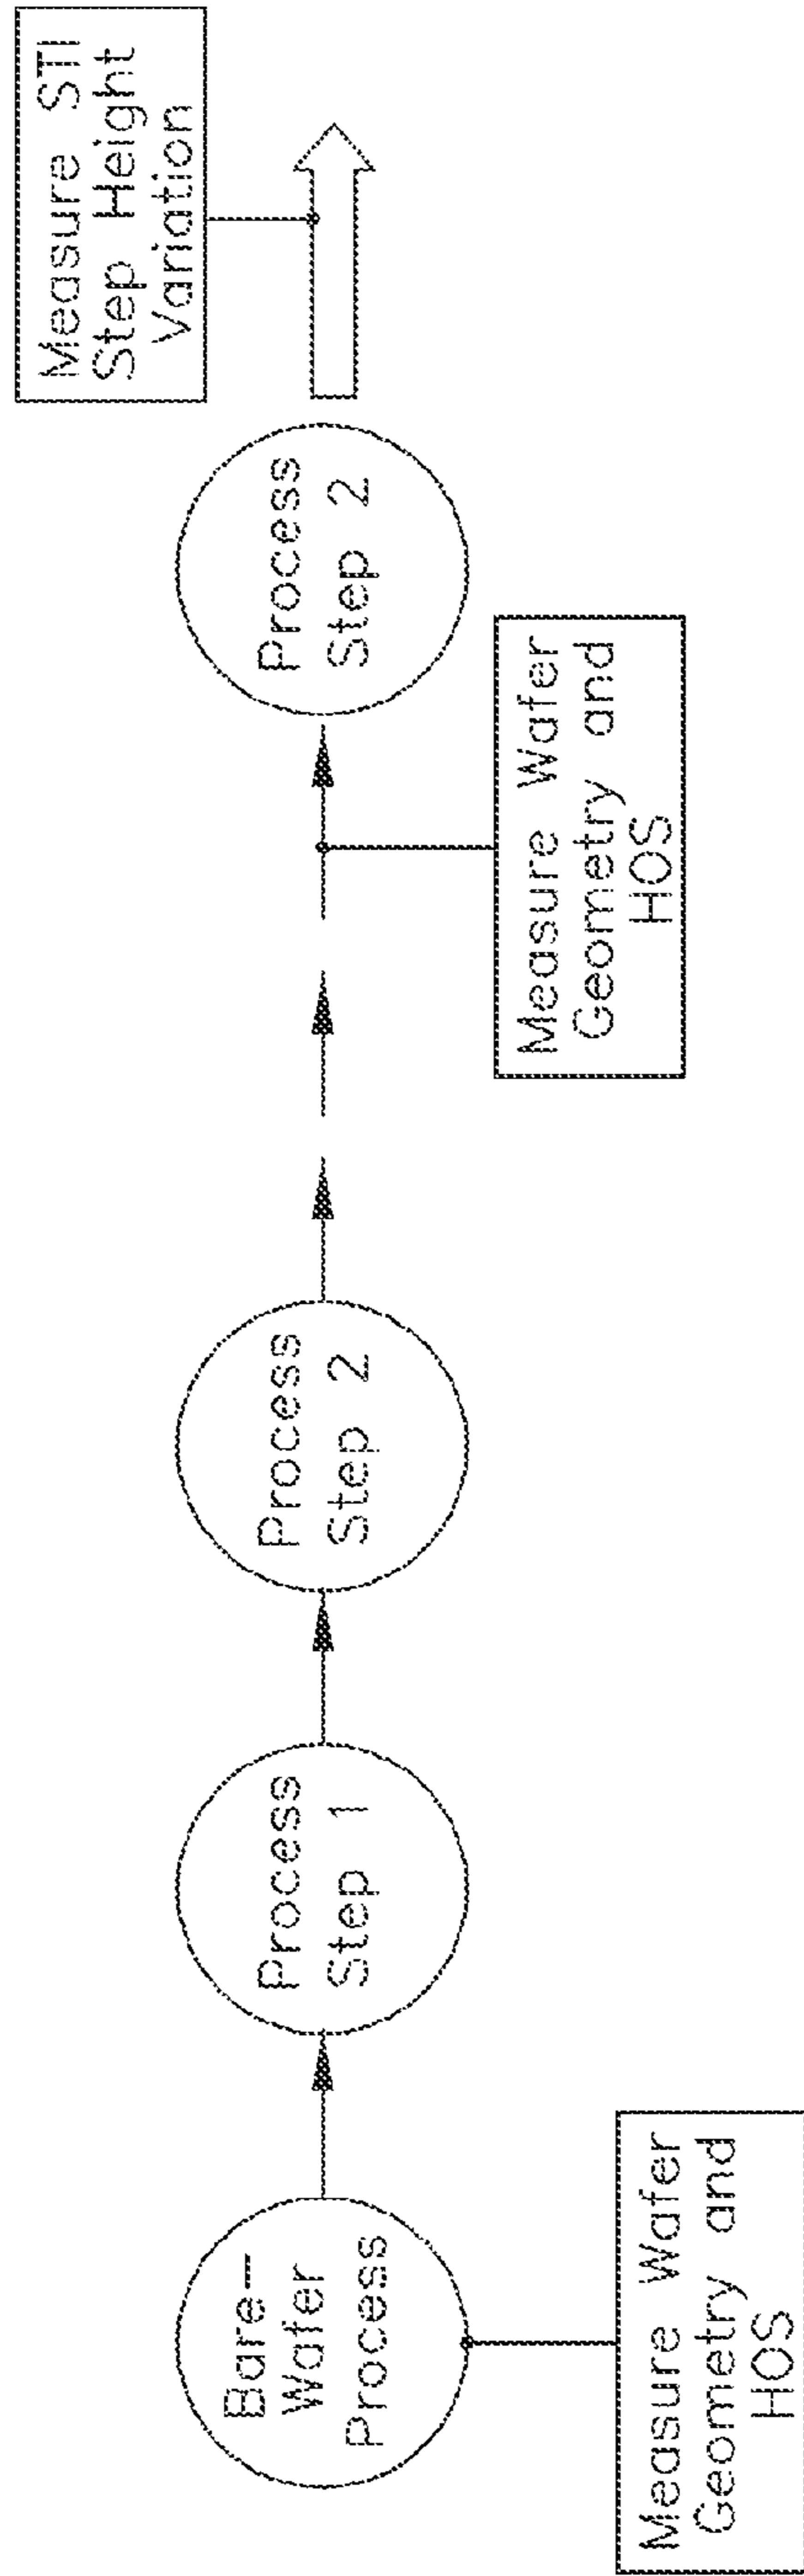 Bare-
Wafer
Process
Measure Wafer
Geometry and
HOS
Process
Step 1
Process
Step 2
Measure Wafer
Geometry and
HOS
Process
Step 2
Measure STI
Step Height
Variation